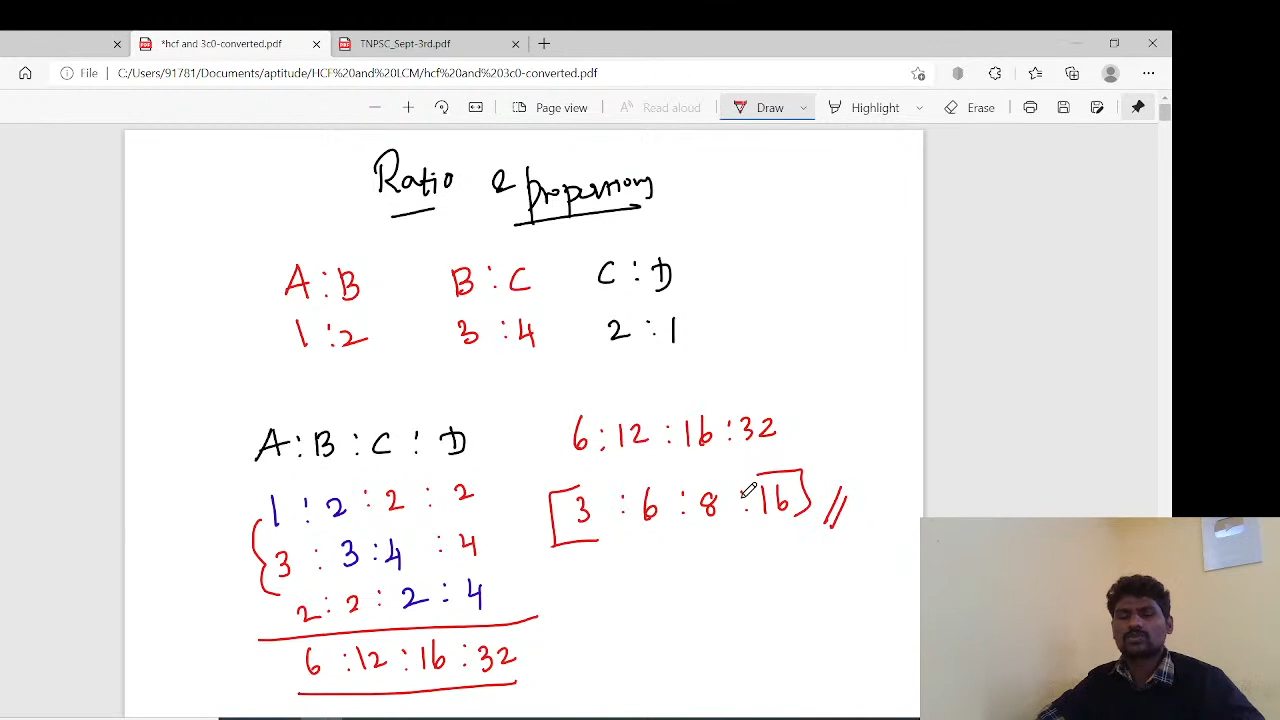 *hcf and 3c0-converted.pdf
TNPSC_Sept-3rd.pdf
File C:/Users/91781/Documents/aptitude/HCF%20and%20LCM/hcf%20and%203c0-converted.pdf
Page view Read aloud Draw Highlight Erase
Ratio &
A : B B : C C : D
1 : 2 3 : 4 2 : 1
A : B : C : D 6 : 12 : 16 : 32
1 : 2 : 2 : 2 3 : 6 : 8 : 16 //
3 : 3 : 4 : 4
2 : 2 : 2 : 4
6 : 12 : 16 : 32